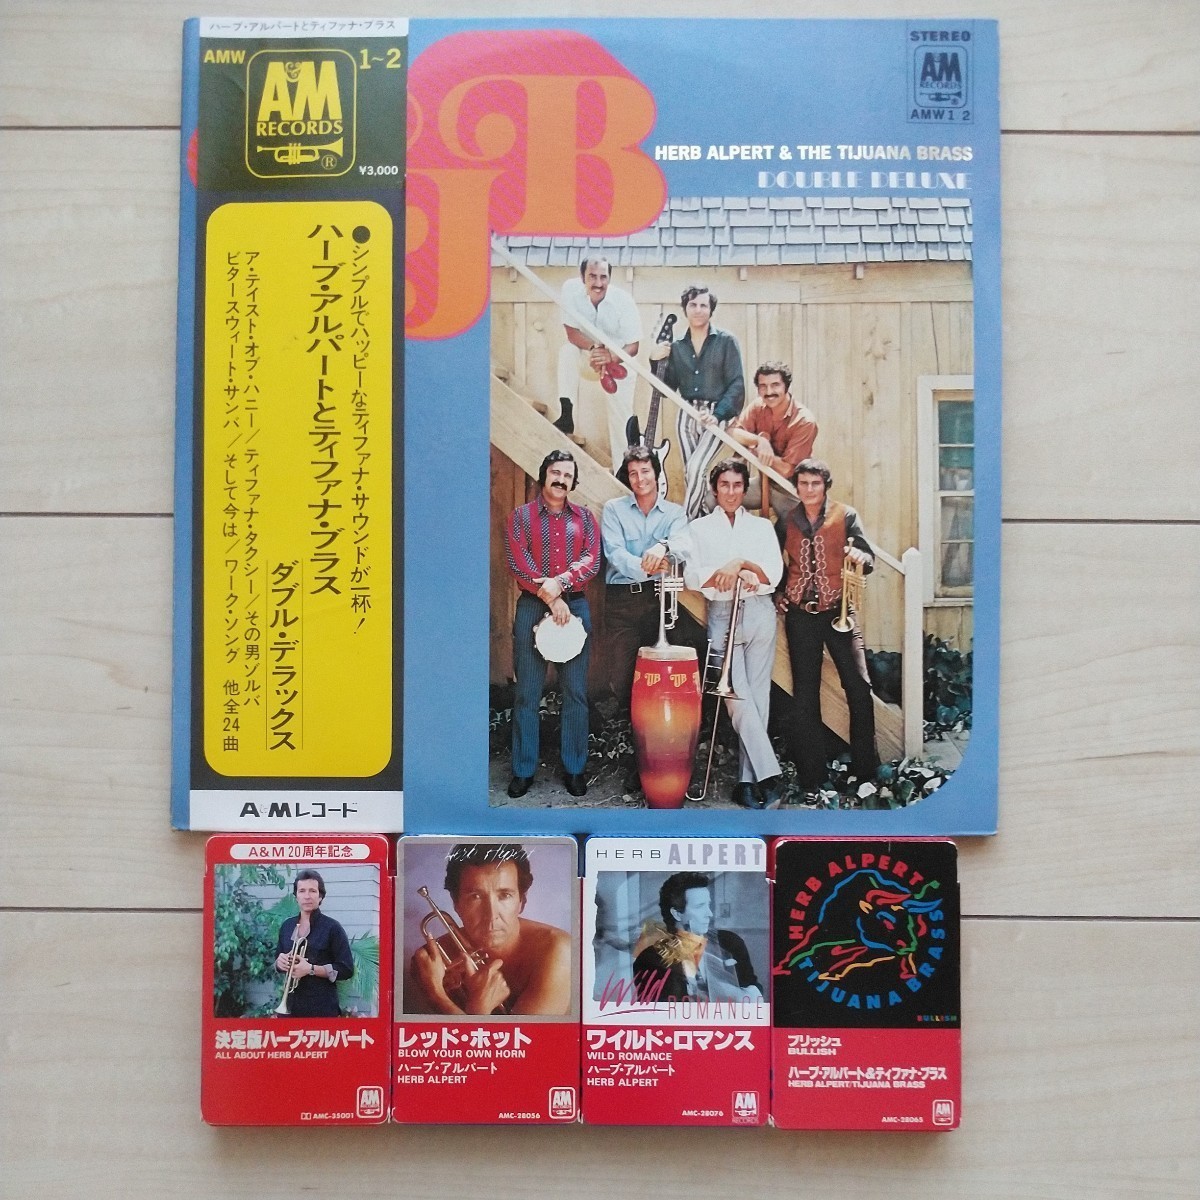 ハーブ・アルパートとティファナ・ブラス
AMW
1~2
A&M
RECORDS
®
¥3,000
●シンプルでハッピーなティファナ・サウンドが一杯!
ハーブ・アルパートとティファナ・ブラス
ダブル・デラックス
ア・テイスト・オブ・ハニー/ティファナ・タクシー/その男ゾルバ
ビタースウィート・サンバ/そして今は/ワーク・ソング 他全24曲
A&Mレコード
TJB
STEREO
A&M
RECORDS
®
AMW 1 2
HERB ALPERT & THE TIJUANA BRASS
DOUBLE DELUXE
TJB
TJB
A&M 20周年記念
決定版ハーブ・アルパート
ALL ABOUT HERB ALPERT
AMC-35001
A&M
Herb Alpert
レッド・ホット
BLOW YOUR OWN HORN
ハーブ・アルパート
HERB ALPERT
AMC-28056
A&M
HERB ALPERT
Wild
ROMANCE
ワイルド・ロマンス
WILD ROMANCE
ハーブ・アルパート
HERB ALPERT
AMC-28076
A&M
RECORDS
HERB ALPERT
TIJUANA BRASS
BULLISH
ブリッシュ
BULLISH
ハーブ・アルパート&ティファナ・ブラス
HERB ALPERT/TIJUANA BRASS
AMC-28065
A&M